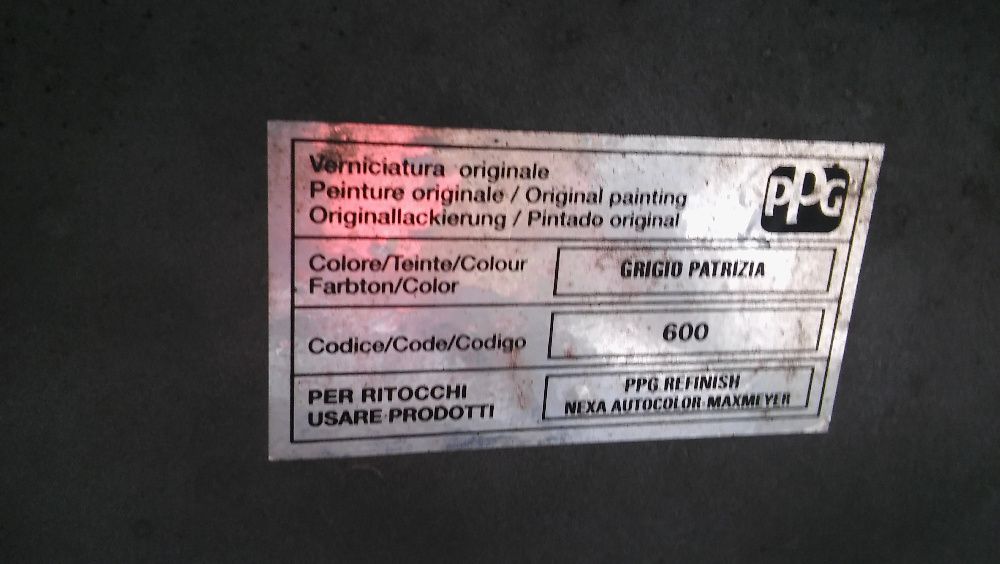 Verniciatura originale
Peinture originale / Original painting
Originallackierung / Pintado original
PPG
Colore/Teinte/Colour
Farbton/Color
GRIGIO PATRIZIA
Codice/Code/Codigo
600
PER RITOCCHI
USARE PRODOTTI
PPG REFINISH
NEXA AUTOCOLOR-MAXMEYER